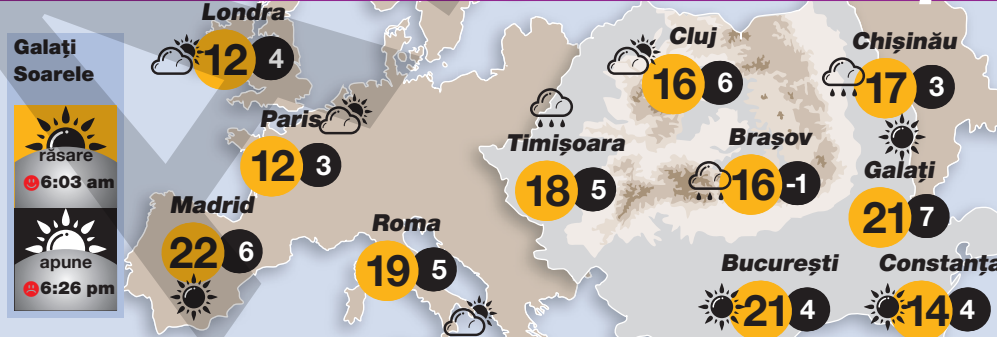 Galați
Soarele
răsare
6:03 am
apune
6:26 pm
Londra
12 4
Paris
12 3
Madrid
22 6
Roma
19 5
Timișoara
18 5
Cluj
16 6
Brașov
16 -1
Chișinău
17 3
Galați
21 7
București
21 4
Constanța
14 4